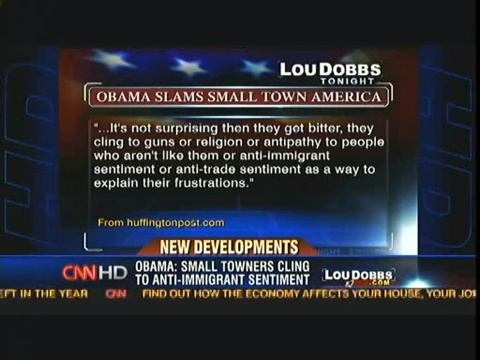 LOU DOBBS
TONIGHT
OBAMA SLAMS SMALL TOWN AMERICA
"...It's not surprising then they get bitter, they
cling to guns or religion or antipathy to people
who aren't like them or anti-immigrant
sentiment or anti-trade sentiment as a way to
explain their frustrations."
From huffingtonpost.com
NEW DEVELOPMENTS
CNN HD
OBAMA: SMALL TOWNERS CLING
TO ANTI-IMMIGRANT SENTIMENT
LOU DOBBS
.COM
EFT IN THE YEAR CNN FIND OUT HOW THE ECONOMY AFFECTS YOUR HOUSE, YOUR JO